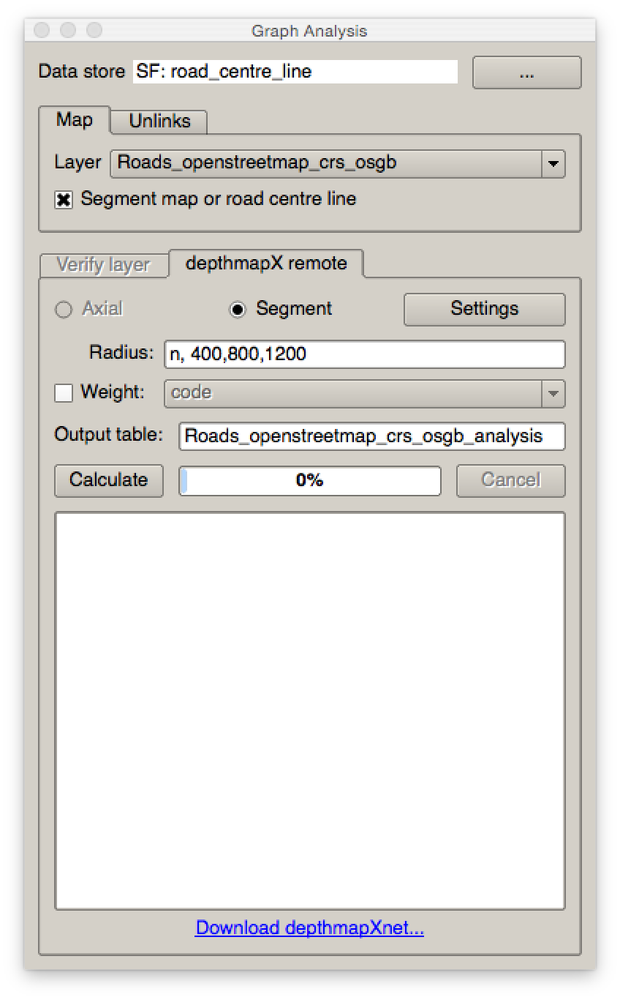 Graph Analysis
Data store SF: road_centre_line ...
Map Unlinks
Layer Roads_openstreetmap_crs_osgb
Segment map or road centre line
Verify layer depthmapX remote
Axial Segment Settings
Radius: n, 400,800,1200
Weight: code
Output table: Roads_openstreetmap_crs_osgb_analysis
Calculate 0% Cancel
Download depthmapXnet...